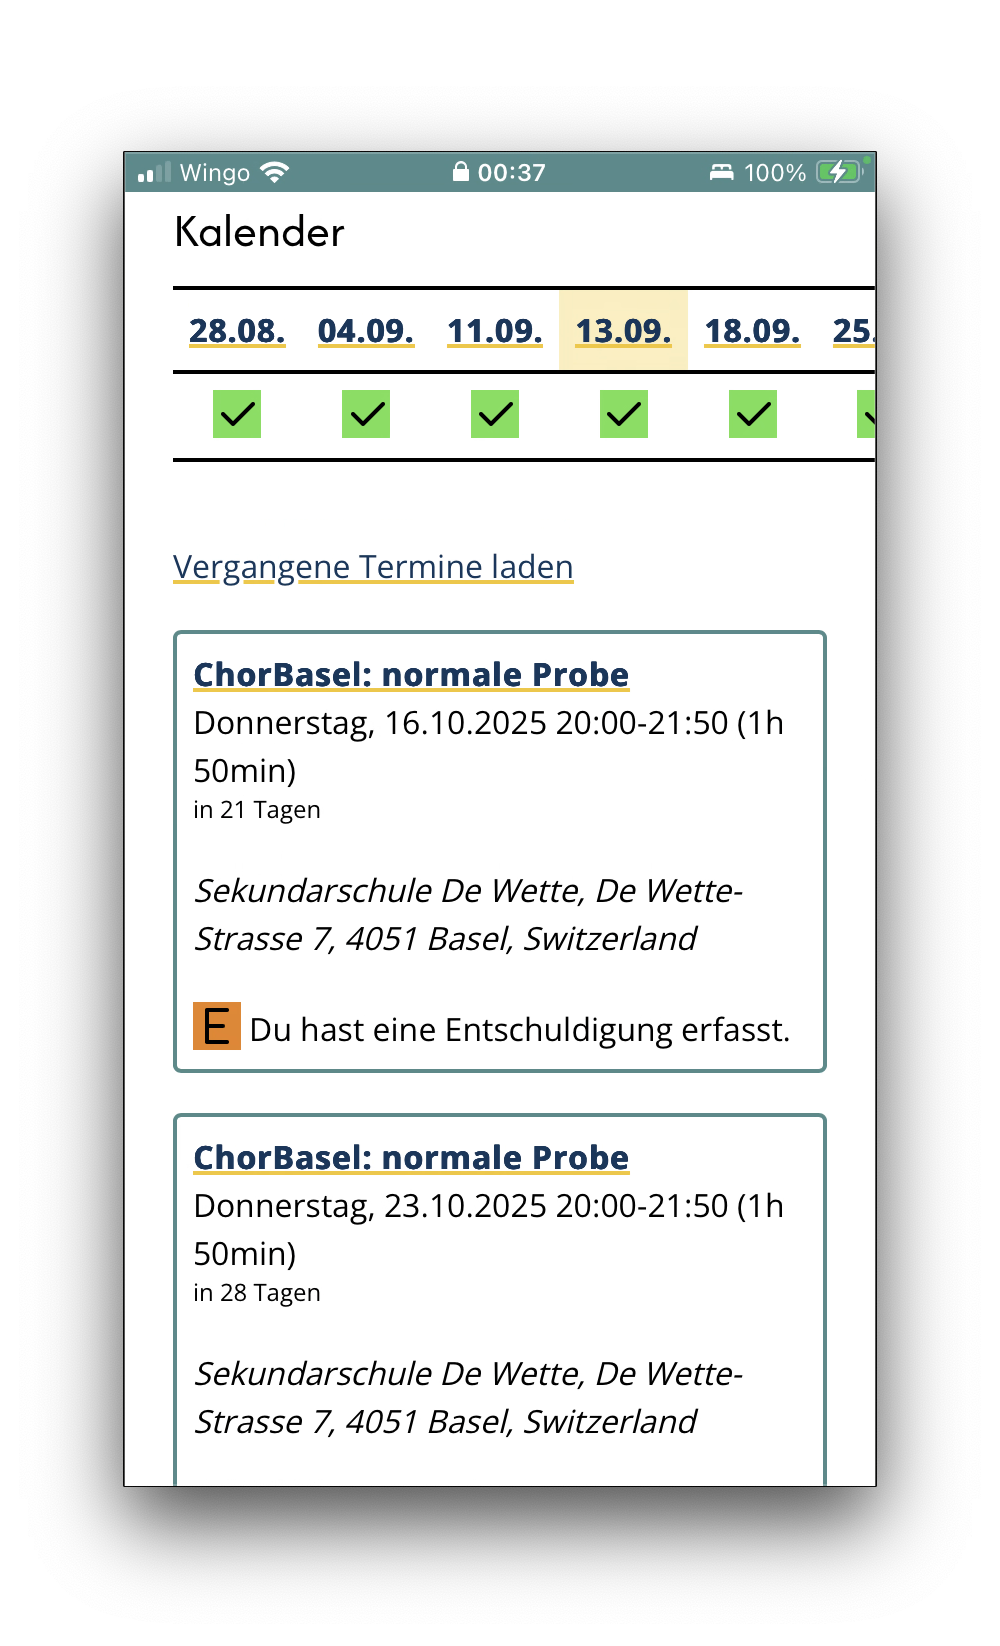 Wingo 00:37 100%
Kalender
28.08. 04.09. 11.09. 13.09. 18.09. 25.
Vergangene Termine laden
ChorBasel: normale Probe
Donnerstag, 16.10.2025 20:00-21:50 (1h
50min)
in 21 Tagen
Sekundarschule De Wette, De Wette-
Strasse 7, 4051 Basel, Switzerland
E Du hast eine Entschuldigung erfasst.
ChorBasel: normale Probe
Donnerstag, 23.10.2025 20:00-21:50 (1h
50min)
in 28 Tagen
Sekundarschule De Wette, De Wette-
Strasse 7, 4051 Basel, Switzerland